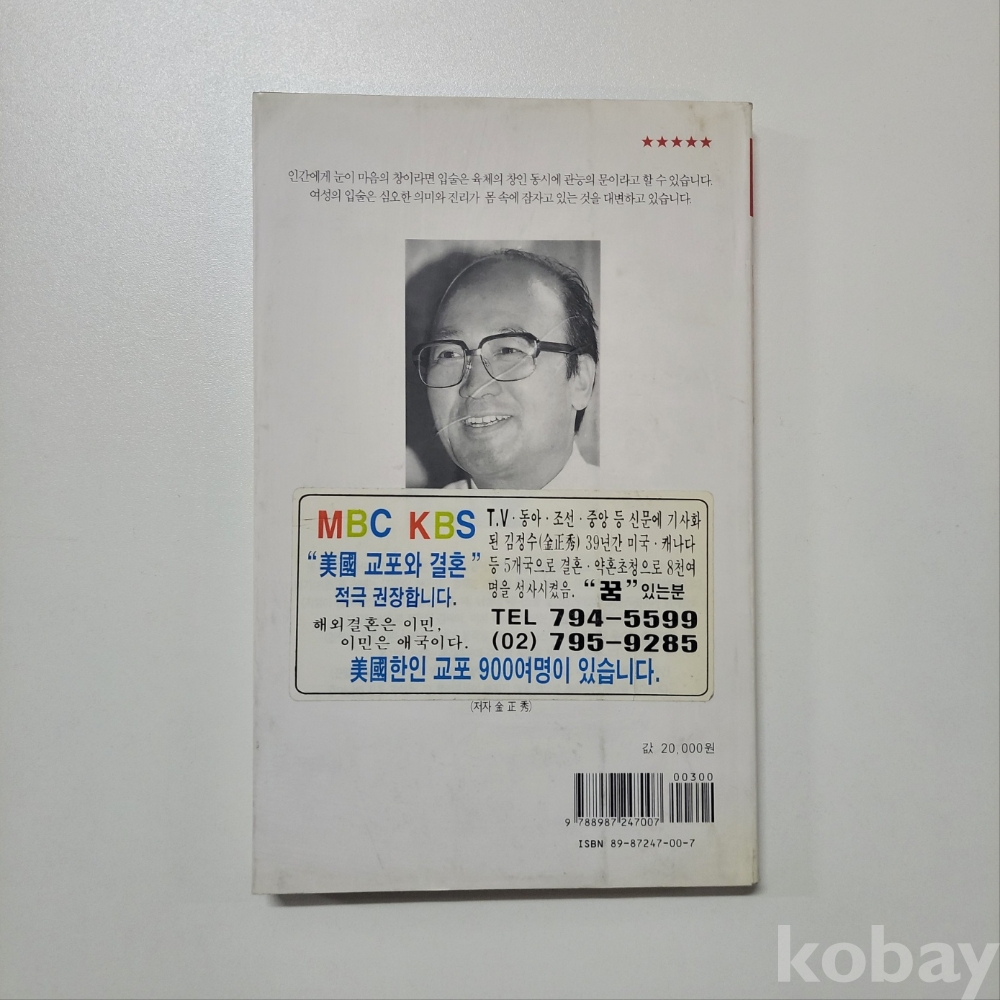 ★★★★★
인간에게 눈이 마음의 창이라면 입술은 육체의 창인 동시에 관능의 문이라고 할 수 있습니다.
여성의 입술은 심오한 의미와 진리가 몸 속에 잠자고 있는 것을 대변하고 있습니다.
MBC KBS
“美國 교포와 결혼”
적극 권장합니다.
해외결혼은 이민,
이민은 애국이다.
T.V·동아·조선·중앙 등 신문에 기사화
된 김정수(金正秀) 39년간 미국·캐나다
등 5개국으로 결혼·약혼초청으로 8천여
명을 성사시켰음. “꿈”있는분
TEL 794-5599
(02) 795-9285
美國한인 교포 900여명이 있습니다.
(저자 金正秀)
값 20,000원
00300
9 788987 247007
ISBN 89-87247-00-7
kobay